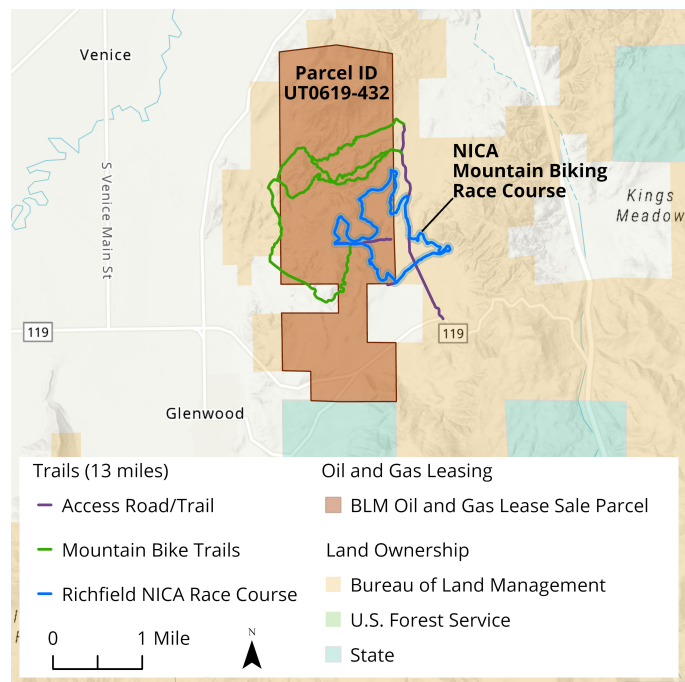 Venice
Parcel ID
UT0619-432
NICA
Mountain Biking
Race Course
S Venice Main St
Kings
Meadow
119
119
Glenwood
Trails (13 miles)
Access Road/Trail
Mountain Bike Trails
Richfield NICA Race Course
0 1 Mile
N
Oil and Gas Leasing
BLM Oil and Gas Lease Sale Parcel
Land Ownership
Bureau of Land Management
U.S. Forest Service
State